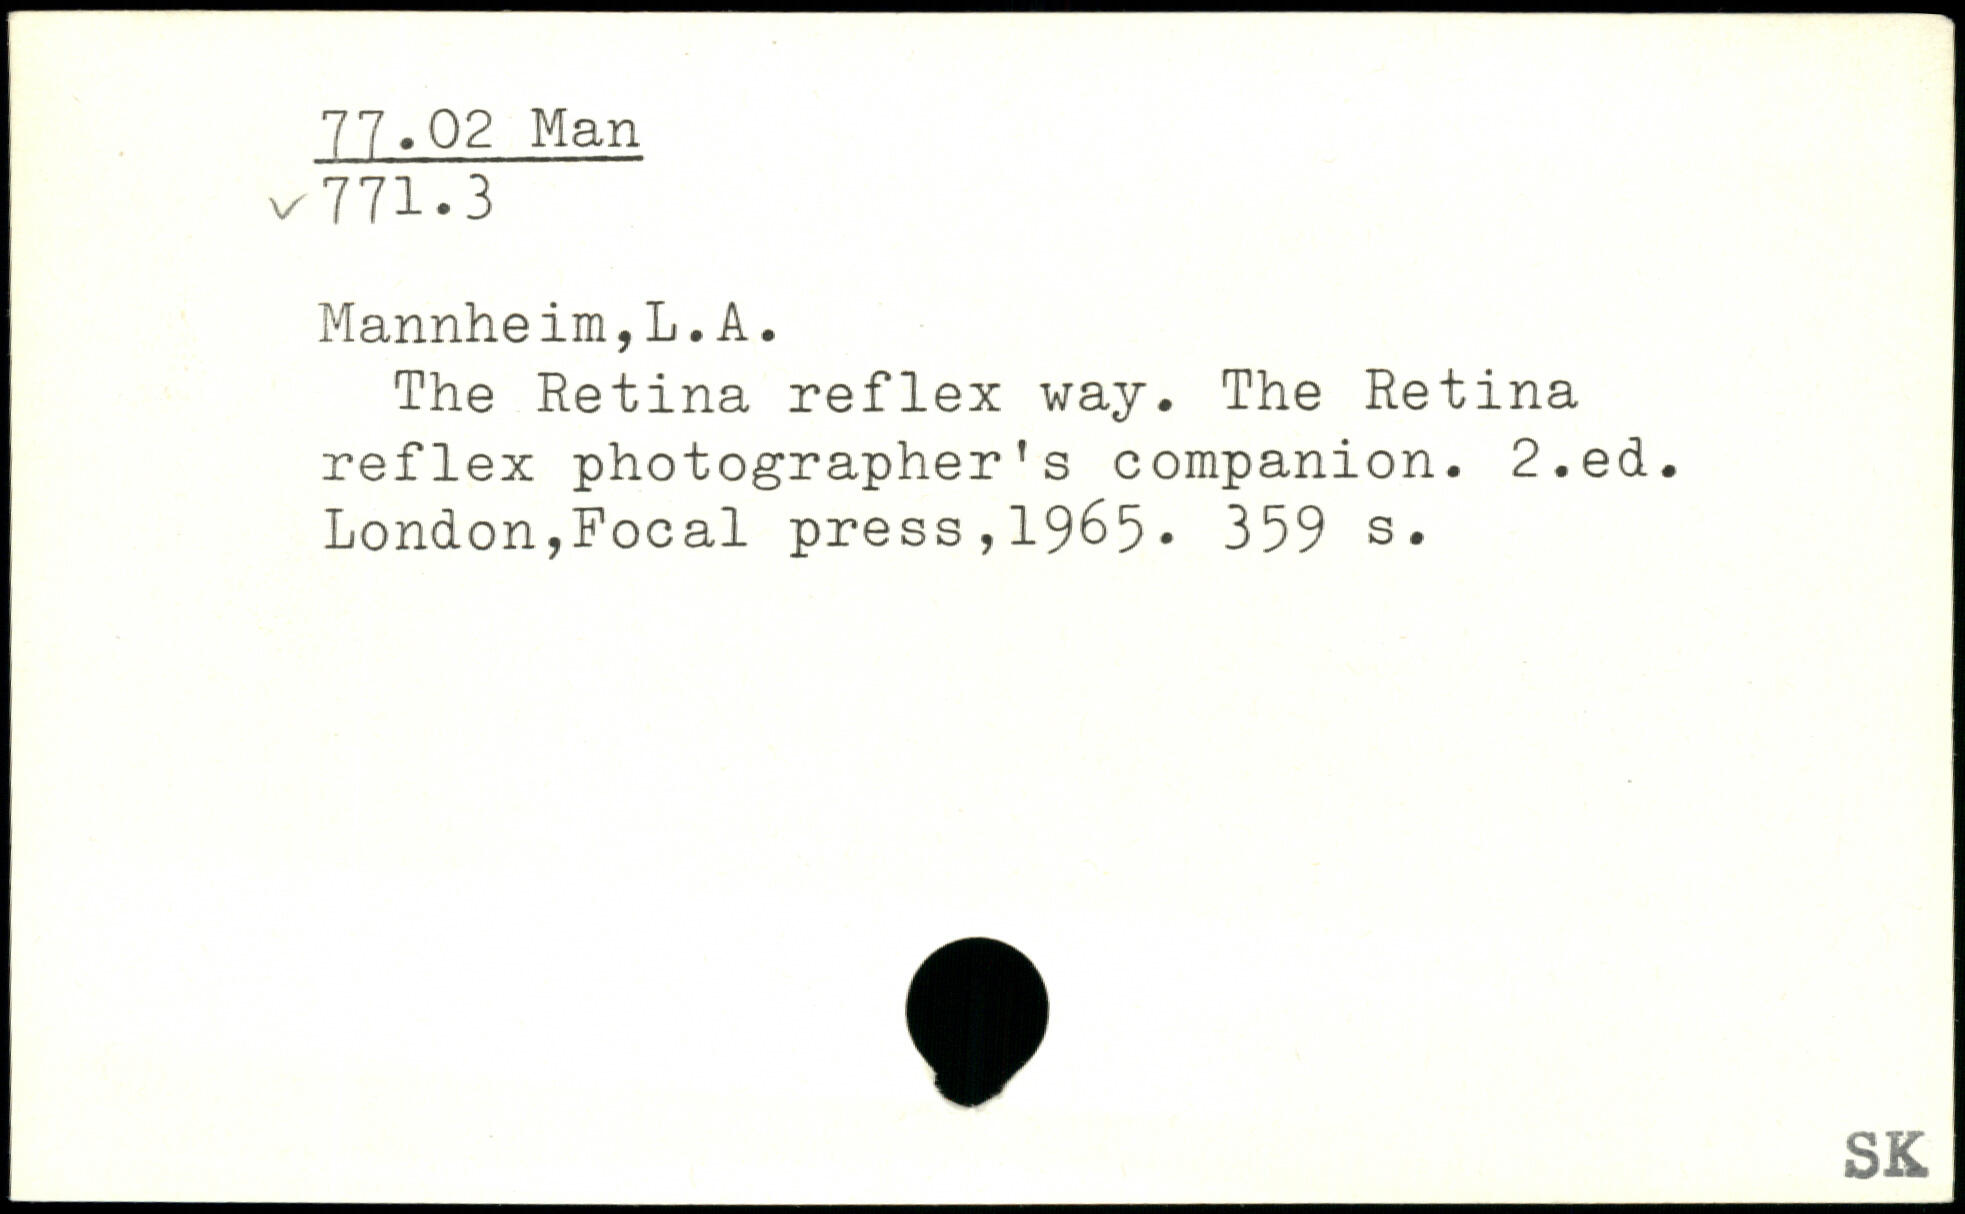 77.02 Man
✓771.3
Mannheim,L.A.
The Retina reflex way. The Retina
reflex photographer's companion. 2.ed.
London,Focal press,1965. 359 s.
SK